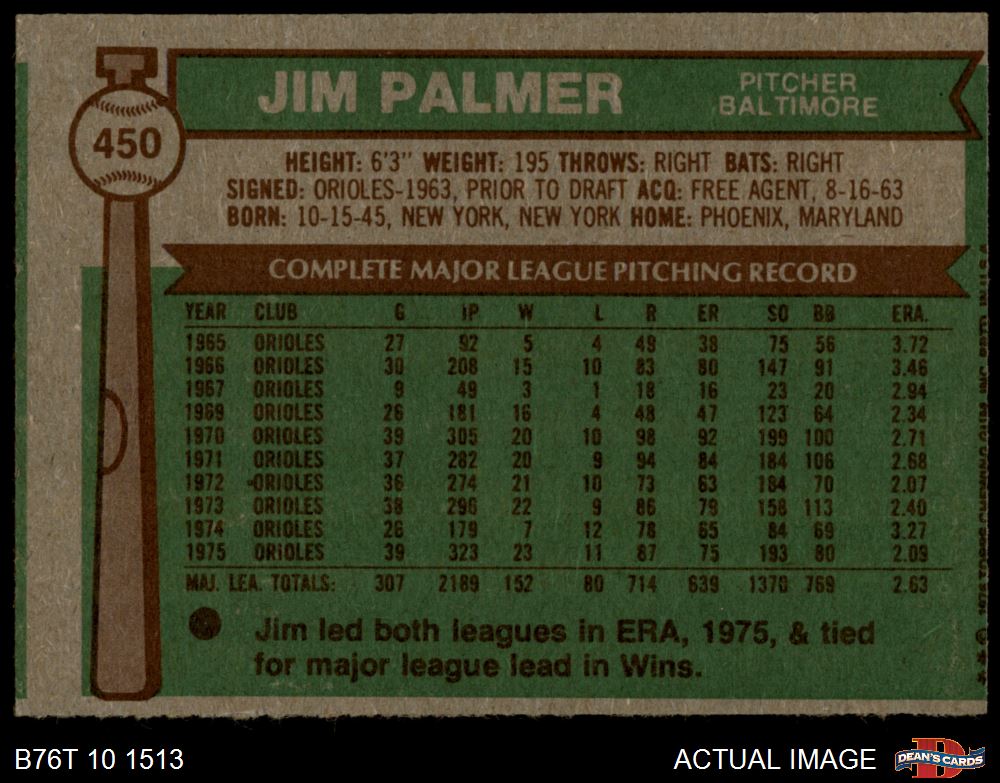 JIM PALMER
PITCHER
BALTIMORE
450
HEIGHT: 6'3" WEIGHT: 195 THROWS: RIGHT BATS: RIGHT
SIGNED: ORIOLES-1963, PRIOR TO DRAFT ACQ: FREE AGENT, 8-16-63
BORN: 10-15-45, NEW YORK, NEW YORK HOME: PHOENIX, MARYLAND
COMPLETE MAJOR LEAGUE PITCHING RECORD
YEAR CLUB G IP W L R ER SO BB ERA.
1965 ORIOLES 27 92 5 4 49 38 75 56 3.72
1966 ORIOLES 30 208 15 10 83 80 147 91 3.46
1967 ORIOLES 9 49 3 1 18 16 23 20 2.94
1969 ORIOLES 26 181 16 4 48 47 123 64 2.34
1970 ORIOLES 39 305 20 10 98 92 199 100 2.71
1971 ORIOLES 37 282 20 9 94 84 184 106 2.68
1972 ORIOLES 36 274 21 10 73 63 184 70 2.07
1973 ORIOLES 38 296 22 9 86 79 158 113 2.40
1974 ORIOLES 26 179 7 12 78 65 84 69 3.27
1975 ORIOLES 39 323 23 11 87 75 193 80 2.09
MAJ. LEA. TOTALS: 307 2189 152 80 714 639 1370 769 2.63
Jim led both leagues in ERA, 1975, & tied
for major league lead in Wins.
B76T 10 1513
ACTUAL IMAGE
DEAN'S CARDS